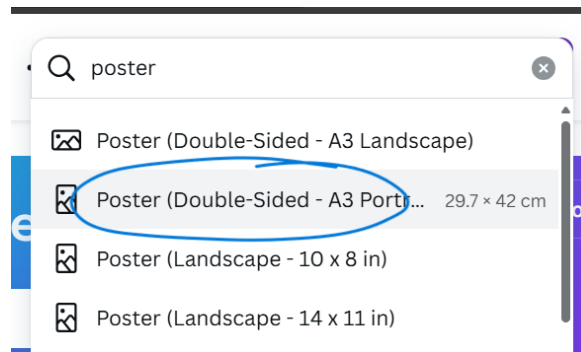 poster
Poster (Double-Sided - A3 Landscape)
Poster (Double-Sided - A3 Portr... 29.7 × 42 cm
Poster (Landscape - 10 x 8 in)
Poster (Landscape - 14 x 11 in)